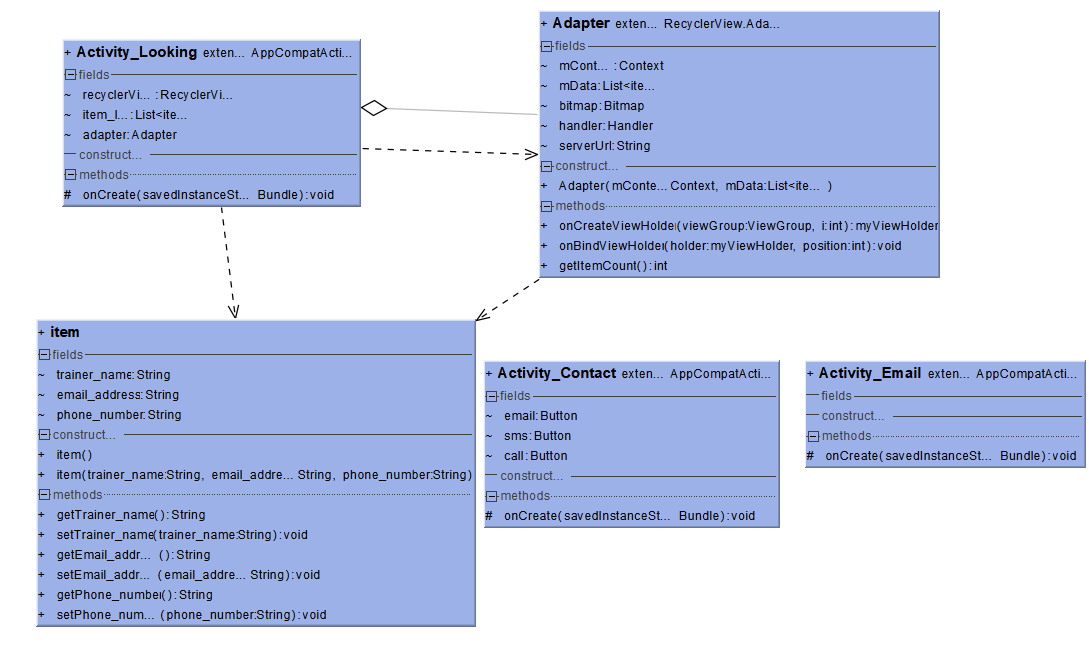 + Activity_Looking exten... AppCompatActi...
fields
~ recyclerVi... :RecyclerVi...
~ item_l... :List<ite...
~ adapter:Adapter
construct...
methods
# onCreate(savedInstanceSt... Bundle):void
+ Adapter exten... RecyclerView.Ada...
fields
~ mCont... :Context
~ mData:List<ite...
~ bitmap:Bitmap
~ handler:Handler
~ serverUrl:String
construct...
+ Adapter(mConte... Context, mData:List<ite... )
methods
+ onCreateViewHolder(viewGroup:ViewGroup, i:int):myViewHolder
+ onBindViewHolder(holder:myViewHolder, position:int):void
+ getItemCount():int
+ item
fields
~ trainer_name:String
~ email_address:String
~ phone_number:String
construct...
+ item()
+ item(trainer_name:String, email_addre... String, phone_number:String)
methods
+ getTrainer_name():String
+ setTrainer_name(trainer_name:String):void
+ getEmail_addr... ():String
+ setEmail_addr... (email_addre... String):void
+ getPhone_number():String
+ setPhone_num... (phone_number:String):void
+ Activity_Contact exten... AppCompatActi...
fields
~ email:Button
~ sms:Button
~ call:Button
construct...
methods
# onCreate(savedInstanceSt... Bundle):void
+ Activity_Email exten... AppCompatActi...
fields
construct...
methods
# onCreate(savedInstanceSt... Bundle):void